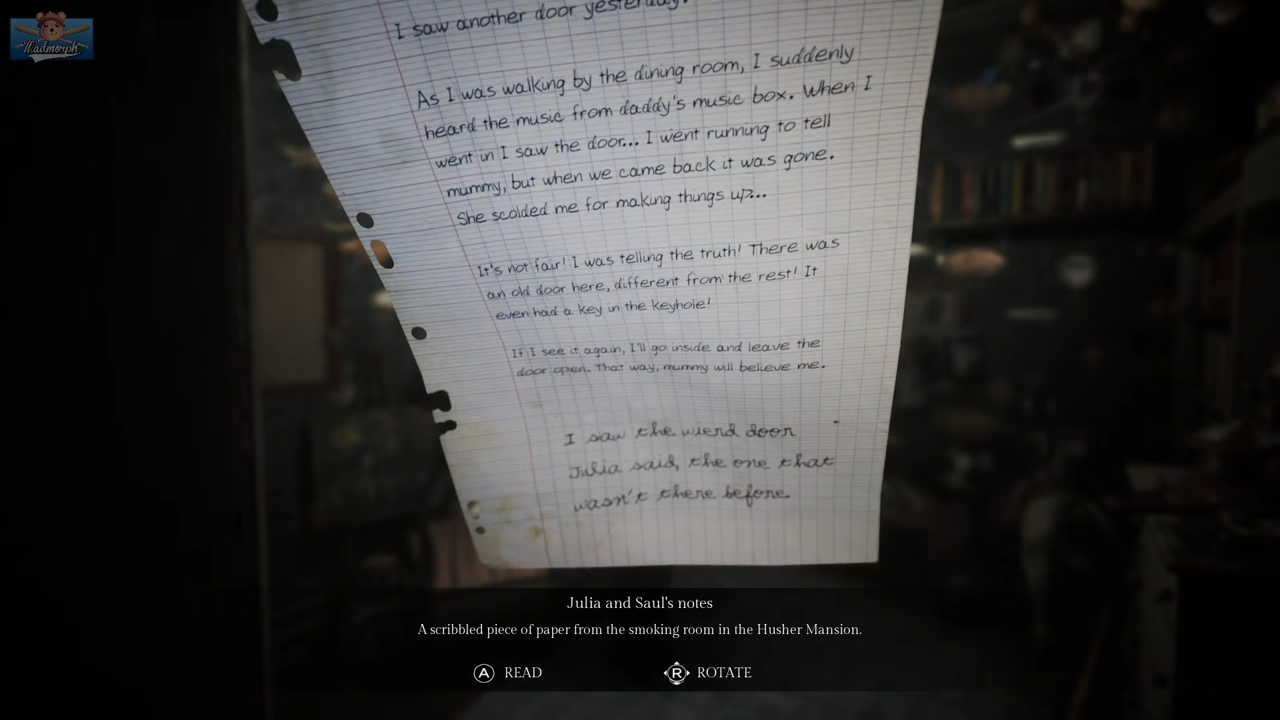 Madmorph
I saw another door yesterday.
As I was walking by the dining room, I suddenly
heard the music from daddy's music box. When I
went in I saw the door... I went running to tell
mummy, but when we came back it was gone.
She scolded me for making things up...
It's not fair! I was telling the truth! There was
an old door here, different from the rest! It
even had a key in the keyhole!
If I see it again, I'll go inside and leave the
door open. That way, mummy will believe me.
I saw the wierd door
Julia said, the one that
wasn't there before.
Julia and Saul's notes
A scribbled piece of paper from the smoking room in the Husher Mansion.
A READ
R ROTATE